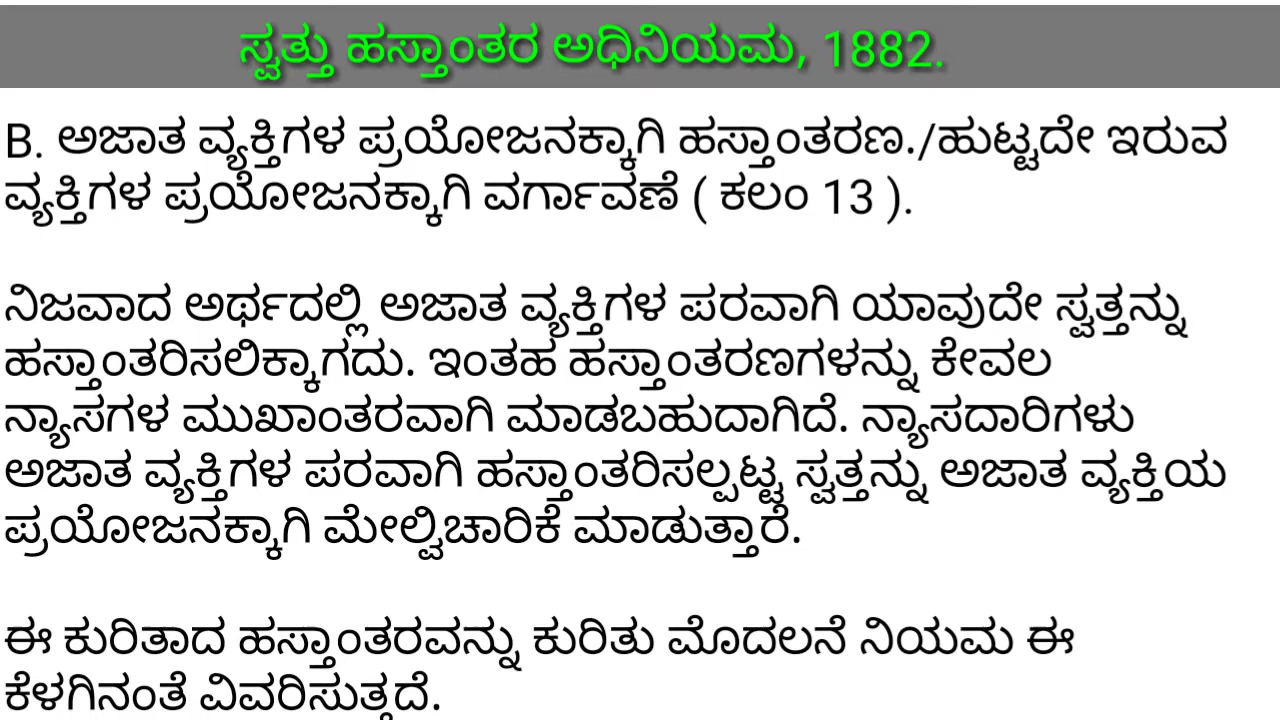 ಸ್ವತ್ತು ಹಸ್ತಾಂತರ ಅಧಿನಿಯಮ, 1882.
B. ಅಜಾತ ವ್ಯಕ್ತಿಗಳ ಪ್ರಯೋಜನಕ್ಕಾಗಿ ಹಸ್ತಾಂತರಣ./ಹುಟ್ಟದೇ ಇರುವ
ವ್ಯಕ್ತಿಗಳ ಪ್ರಯೋಜನಕ್ಕಾಗಿ ವರ್ಗಾವಣೆ ( ಕಲಂ 13 ).
ನಿಜವಾದ ಅರ್ಥದಲ್ಲಿ ಅಜಾತ ವ್ಯಕ್ತಿಗಳ ಪರವಾಗಿ ಯಾವುದೇ ಸ್ವತ್ತನ್ನು
ಹಸ್ತಾಂತರಿಸಲಿಕ್ಕಾಗದು. ಇಂತಹ ಹಸ್ತಾಂತರಣಗಳನ್ನು ಕೇವಲ
ನ್ಯಾಸಗಳ ಮುಖಾಂತರವಾಗಿ ಮಾಡಬಹುದಾಗಿದೆ. ನ್ಯಾಸದಾರಿಗಳು
ಅಜಾತ ವ್ಯಕ್ತಿಗಳ ಪರವಾಗಿ ಹಸ್ತಾಂತರಿಸಲ್ಪಟ್ಟ ಸ್ವತ್ತನ್ನು ಅಜಾತ ವ್ಯಕ್ತಿಯ
ಪ್ರಯೋಜನಕ್ಕಾಗಿ ಮೇಲ್ವಿಚಾರಿಕೆ ಮಾಡುತ್ತಾರೆ.
ಈ ಕುರಿತಾದ ಹಸ್ತಾಂತರವನ್ನು ಕುರಿತು ಮೊದಲನೆ ನಿಯಮ ಈ
ಕೆಳಗಿನಂತೆ ವಿವರಿಸುತ್ತದೆ.